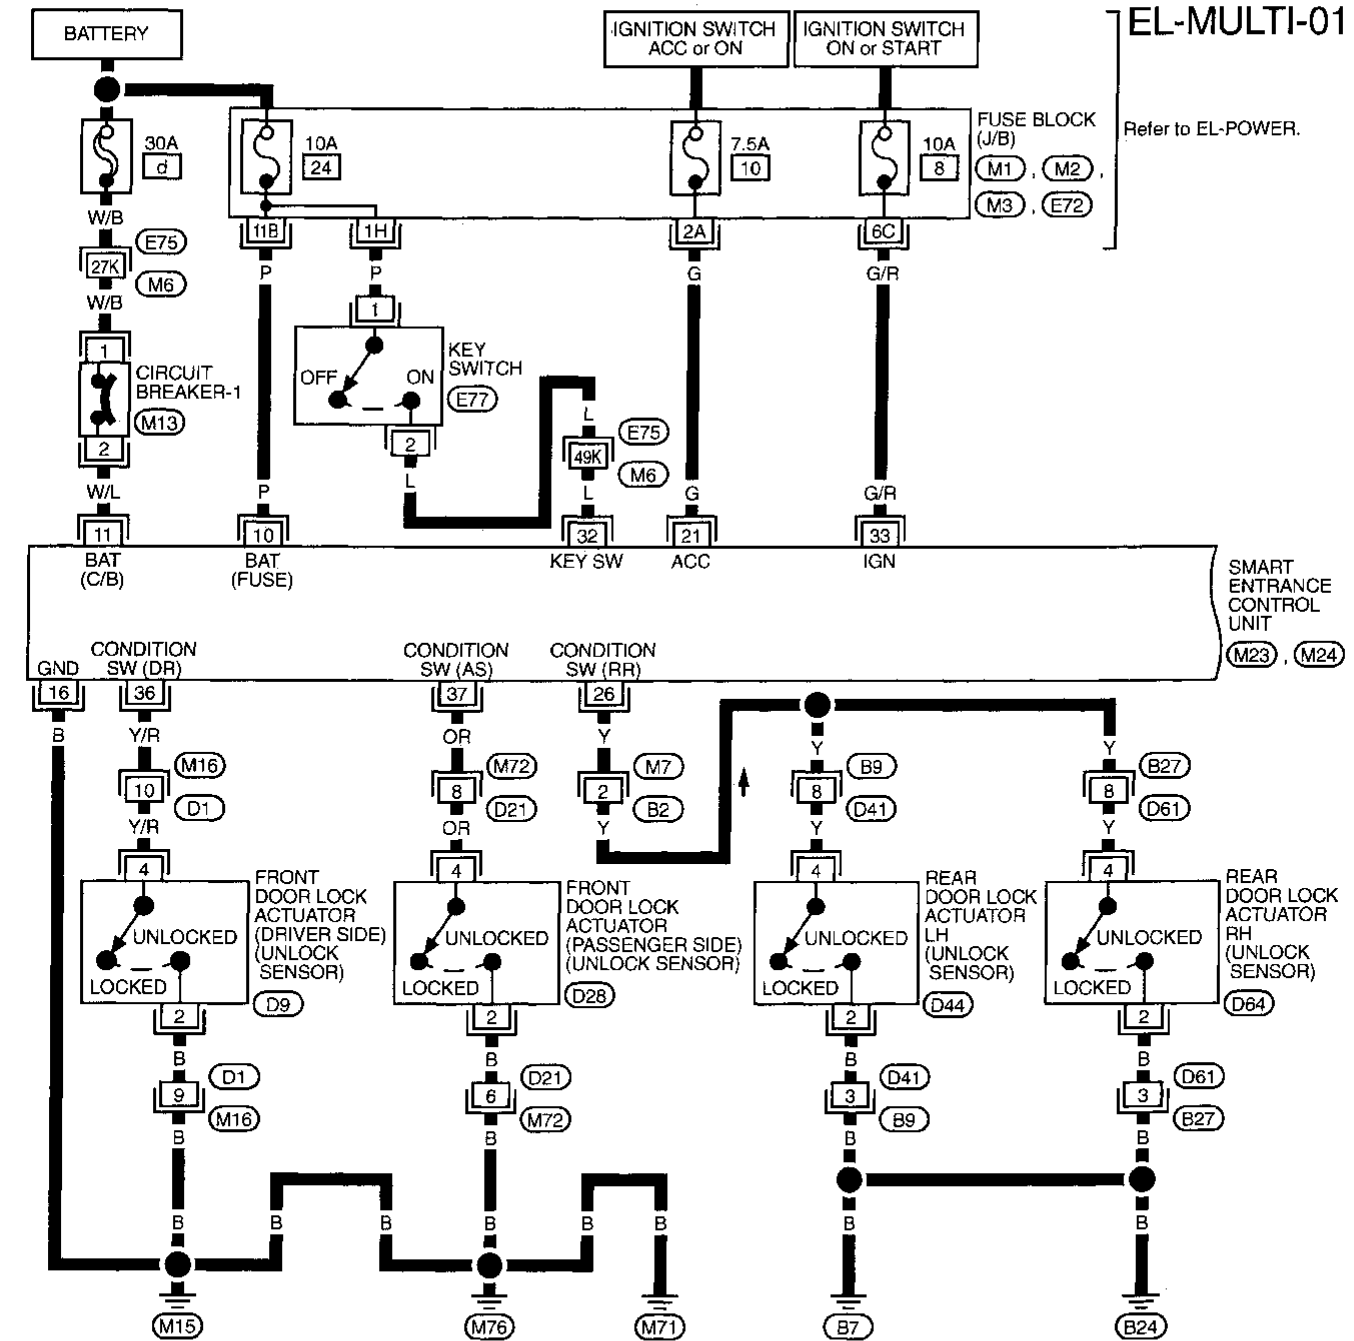 EL-MULTI-01
BATTERY
IGNITION SWITCH
ACC or ON
IGNITION SWITCH
ON or START
Refer to EL-POWER.
FUSE BLOCK
(J/B)
M1 , M2 ,
M3 , E72
30A
d
10A
24
7.5A
10
10A
8
11B
1H
2A
6C
W/B
E75
27K
M6
W/B
P
P
G
G/R
1
1
CIRCUIT
BREAKER-1
M13
2
KEY
SWITCH
E77
OFF
ON
2
L
L
E75
49K
M6
L
W/L
P
G
G/R
11
10
32
21
33
BAT
(C/B)
BAT
(FUSE)
KEY SW
ACC
IGN
SMART
ENTRANCE
CONTROL
UNIT
M23 , M24
GND
CONDITION
SW (DR)
CONDITION
SW (AS)
CONDITION
SW (RR)
16
36
37
26
B
Y/R
OR
Y
Y
Y
M16
10
D1
M72
8
D21
M7
2
B2
B9
8
D41
B27
8
D61
Y/R
OR
Y
Y
Y
4
4
4
4
FRONT
DOOR LOCK
ACTUATOR
(DRIVER SIDE)
(UNLOCK
SENSOR)
D9
UNLOCKED
LOCKED
FRONT
DOOR LOCK
ACTUATOR
(PASSENGER SIDE)
(UNLOCK SENSOR)
D28
UNLOCKED
LOCKED
REAR
DOOR LOCK
ACTUATOR
LH
(UNLOCK
SENSOR)
D44
UNLOCKED
LOCKED
REAR
DOOR LOCK
ACTUATOR
RH
(UNLOCK
SENSOR)
D64
UNLOCKED
LOCKED
2
2
2
2
B
B
B
B
D1
9
M16
D21
6
M72
D41
3
B9
D61
3
B27
B
B
B
B
B
B
B
B
B
B
B
B
M15
M76
M71
B7
B24